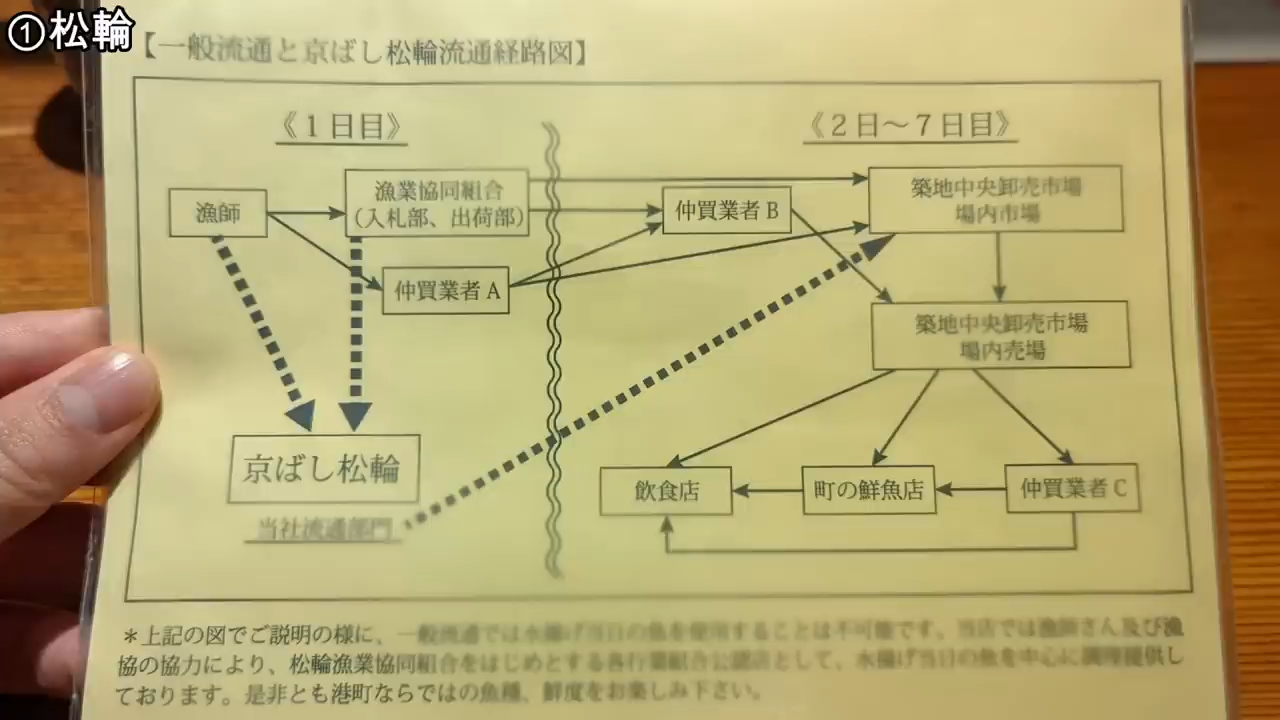 ①松輪
【一般流通と京ばし松輪流通経路図】
《1日目》
《2日～7日目》
漁師
漁業協同組合
（入札部、出荷部）
仲買業者A
仲買業者B
築地中央卸売市場
場内市場
築地中央卸売市場
場内売場
京ばし松輪
当社流通部門
飲食店
町の鮮魚店
仲買業者C
＊上記の図でご説明の様に、一般流通では水揚げ当日の魚を使用することは不可能です。当店では漁師さん及び漁
協の協力により、松輪漁業協同組合をはじめとする各行業組合公認店として、水揚げ当日の魚を中心に調理提供し
ております。是非とも港町ならではの魚種、鮮度をお楽しみ下さい。